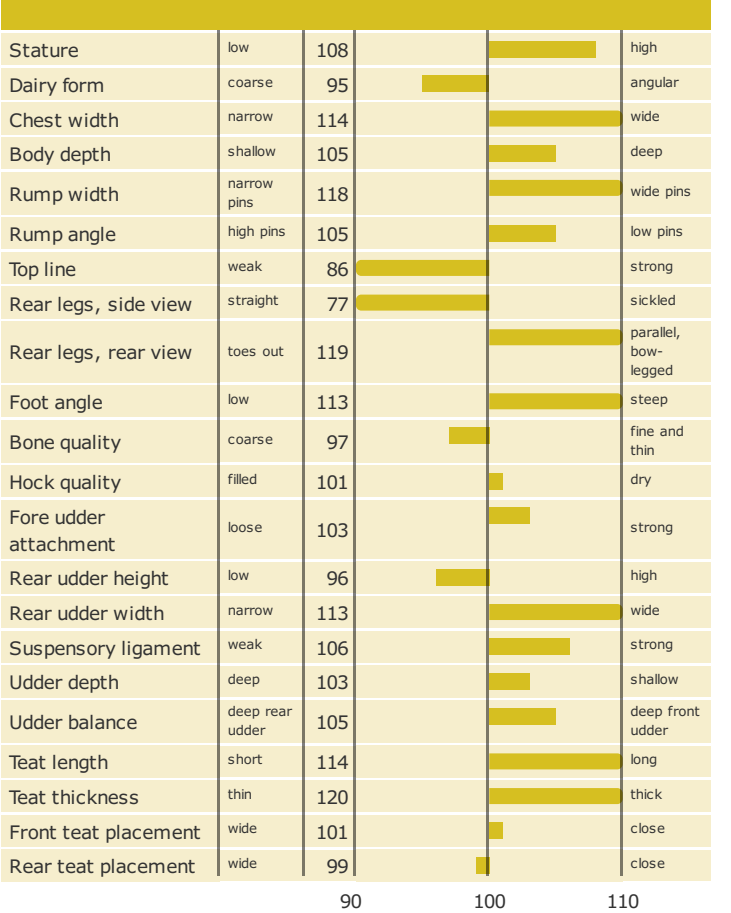 Stature low 108 high
Dairy form coarse 95 angular
Chest width narrow 114 wide
Body depth shallow 105 deep
Rump width narrow pins 118 wide pins
Rump angle high pins 105 low pins
Top line weak 86 strong
Rear legs, side view straight 77 sickled
Rear legs, rear view toes out 119 parallel, bow-legged
Foot angle low 113 steep
Bone quality coarse 97 fine and thin
Hock quality filled 101 dry
Fore udder attachment loose 103 strong
Rear udder height low 96 high
Rear udder width narrow 113 wide
Suspensory ligament weak 106 strong
Udder depth deep 103 shallow
Udder balance deep rear udder 105 deep front udder
Teat length short 114 long
Teat thickness thin 120 thick
Front teat placement wide 101 close
Rear teat placement wide 99 close
90 100 110